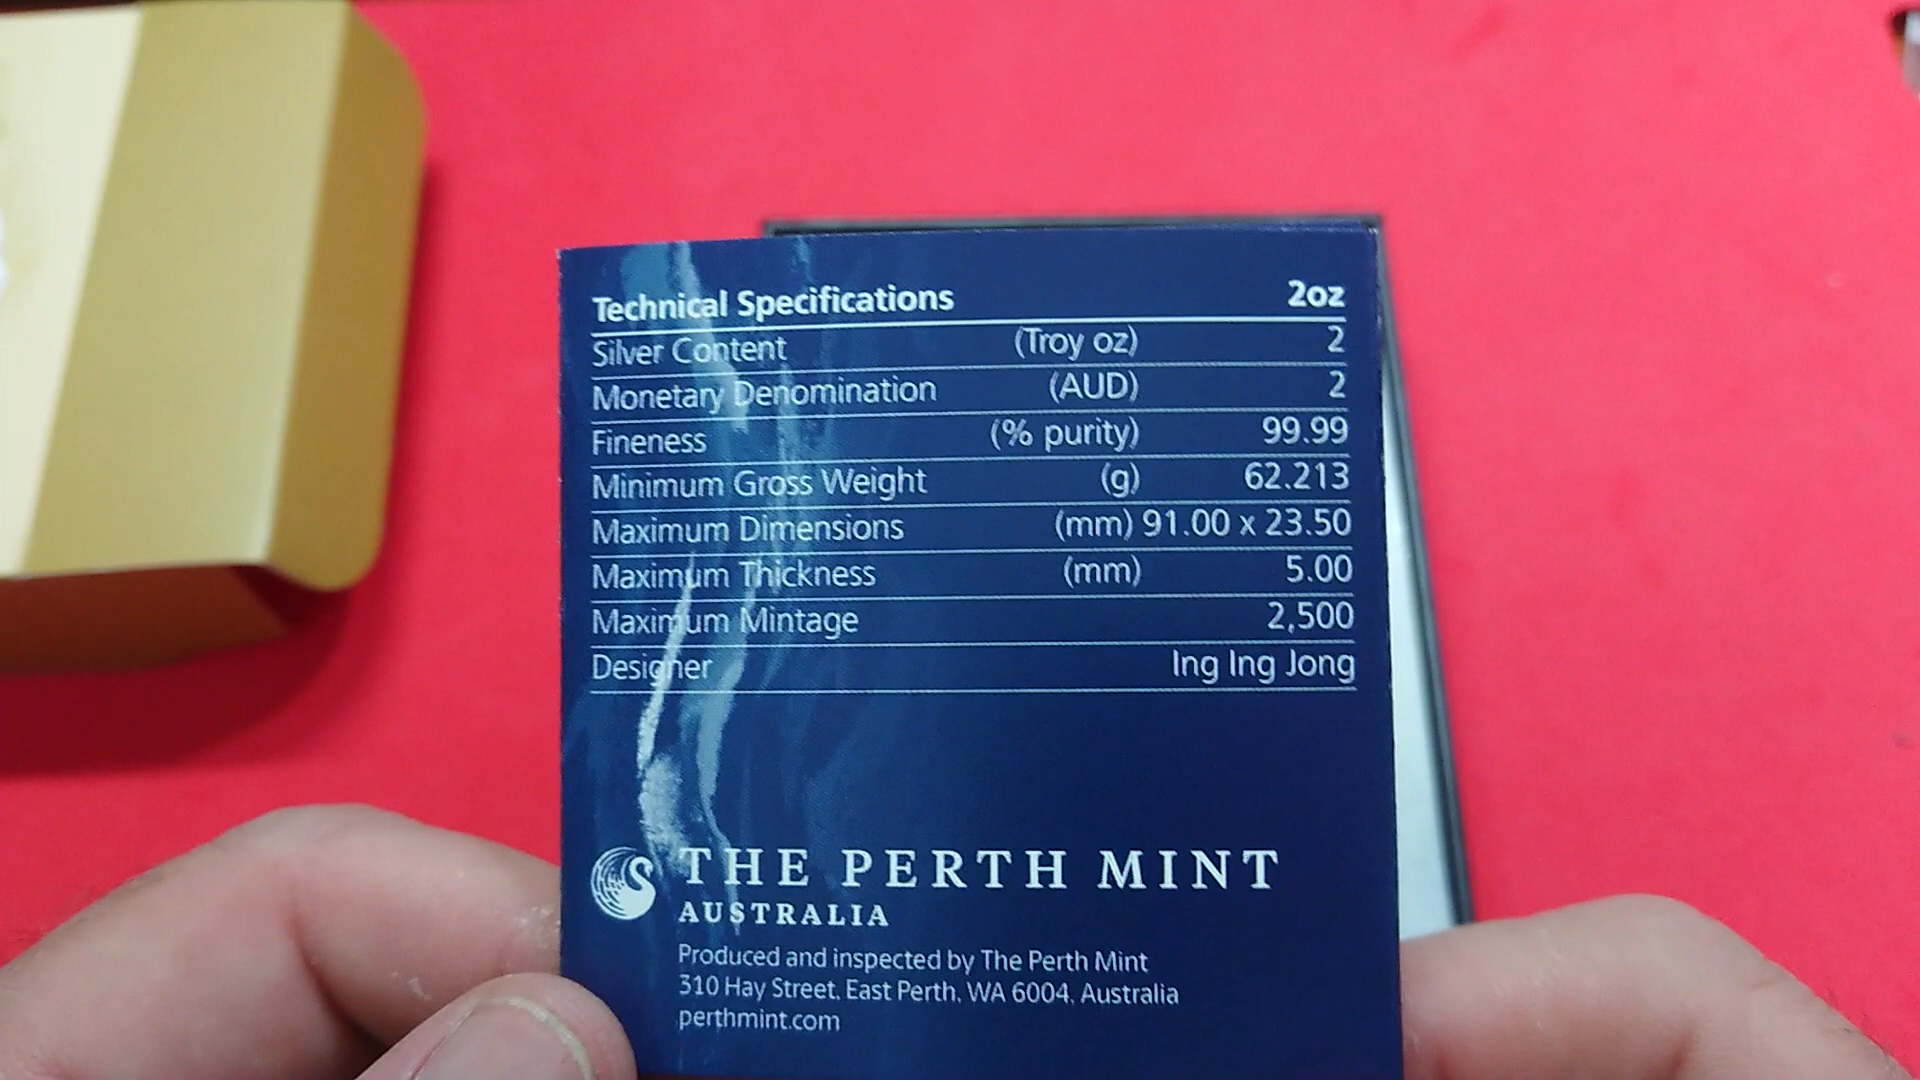 Technical Specifications 2oz
Silver Content (Troy oz) 2
Monetary Denomination (AUD) 2
Fineness (% purity) 99.99
Minimum Gross Weight (g) 62.213
Maximum Dimensions (mm) 91.00 x 23.50
Maximum Thickness (mm) 5.00
Maximum Mintage 2,500
Designer Ing Ing Jong
THE PERTH MINT
AUSTRALIA
Produced and inspected by The Perth Mint
310 Hay Street, East Perth, WA 6004, Australia
perthmint.com